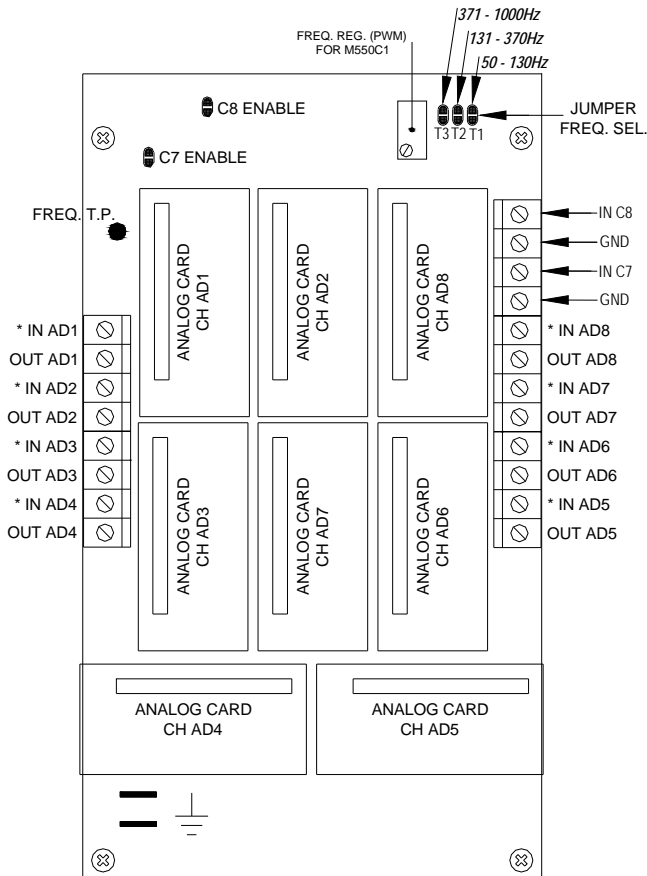 371 - 1000Hz
131 - 370Hz
50 - 130Hz
FREQ. REG. (PWM)
FOR M550C1
JUMPER
FREQ. SEL.
T3 T2 T1
C8 ENABLE
C7 ENABLE
FREQ. T.P.
ANALOG CARD
CH AD1
ANALOG CARD
CH AD2
ANALOG CARD
CH AD8
IN C8
GND
IN C7
GND
* IN AD1
OUT AD1
* IN AD2
OUT AD2
* IN AD3
OUT AD3
* IN AD4
OUT AD4
* IN AD8
OUT AD8
* IN AD7
OUT AD7
* IN AD6
OUT AD6
* IN AD5
OUT AD5
ANALOG CARD
CH AD3
ANALOG CARD
CH AD7
ANALOG CARD
CH AD6
ANALOG CARD
CH AD4
ANALOG CARD
CH AD5